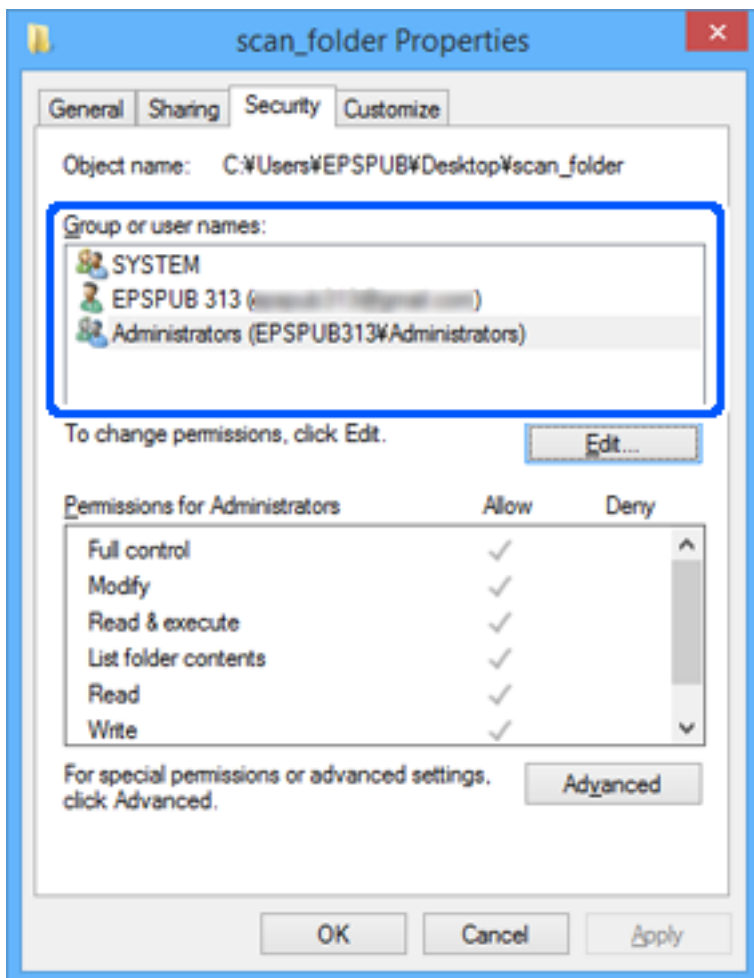 scan_folder Properties
General Sharing Security Customize
Object name: C:¥Users¥EPSPUB¥Desktop¥scan_folder
Group or user names:
SYSTEM
EPSPUB 313 ( )
Administrators (EPSPUB313¥Administrators)
To change permissions, click Edit.
Edit...
Permissions for Administrators Allow Deny
Full control
Modify
Read & execute
List folder contents
Read
Write
For special permissions or advanced settings,
click Advanced.
Advanced
OK Cancel Apply